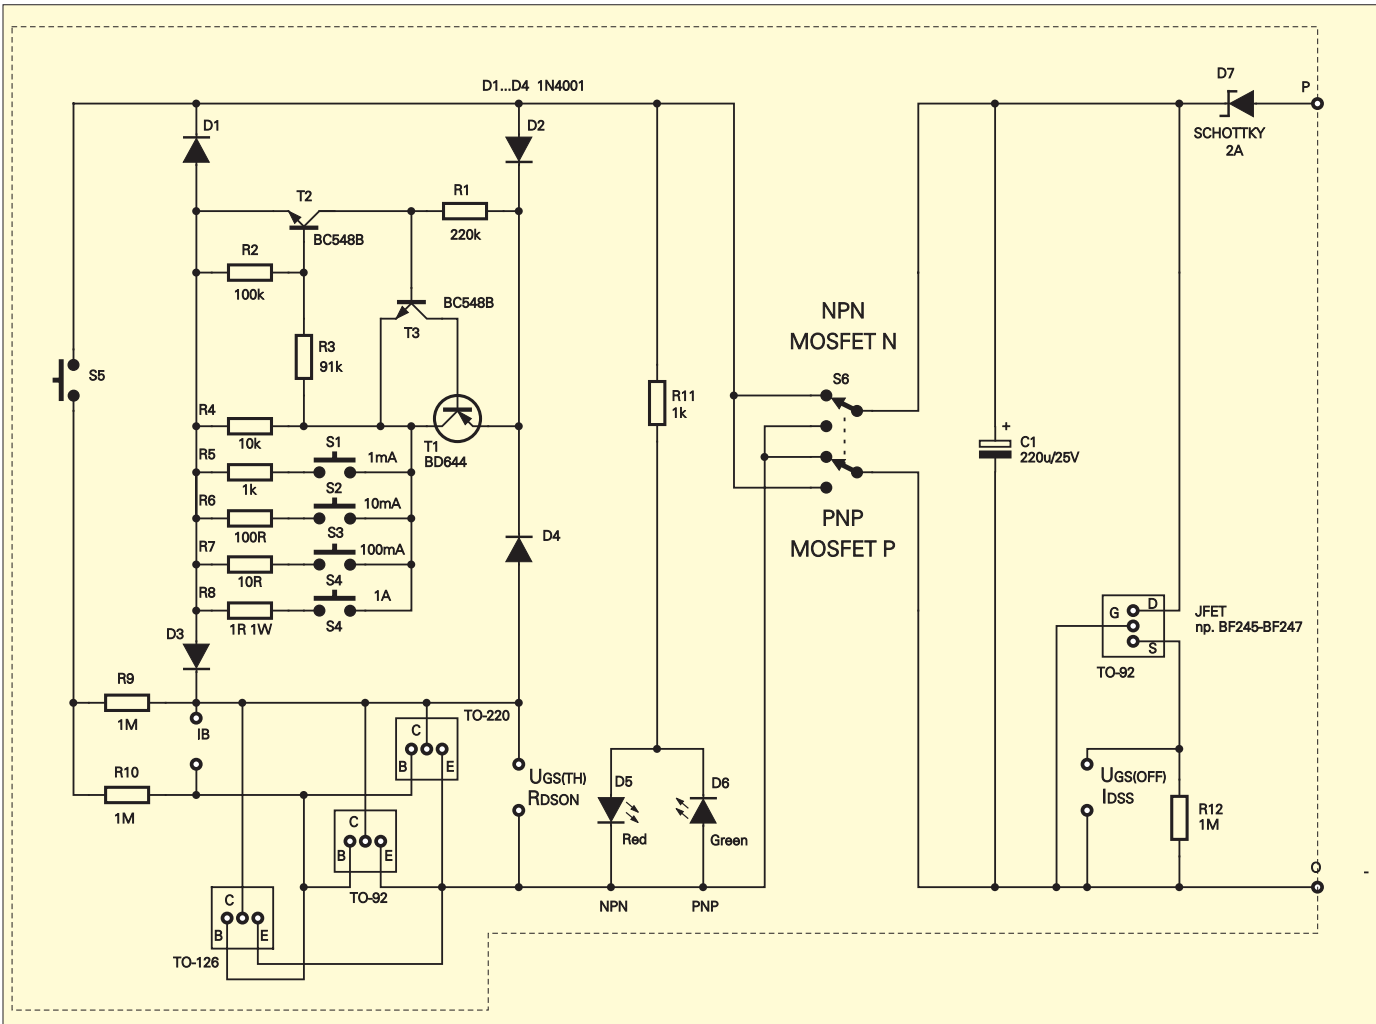 D1...D4 1N4001
D7
P
SCHOTTKY
2A
D1
D2
T2
BC548B
R1
220k
R2
100k
BC548B
T3
R3
91k
S5
NPN
MOSFET N
S6
R11
1k
R4
10k
T1
BD644
R5
1k
S1
1mA
R6
100R
S2
10mA
R7
10R
S3
100mA
R8
1R 1W
S4
1A
S4
+
C1
220u/25V
PNP
MOSFET P
D4
D3
G
D
S
JFET
np. BF245-BF247
TO-92
R9
1M
IB
R10
1M
TO-220
C
B
E
UGS(TH)
RDSON
D5
Red
D6
Green
UGS(OFF)
IDSS
R12
1M
C
B
E
TO-92
NPN
PNP
O
-
C
B
E
TO-126